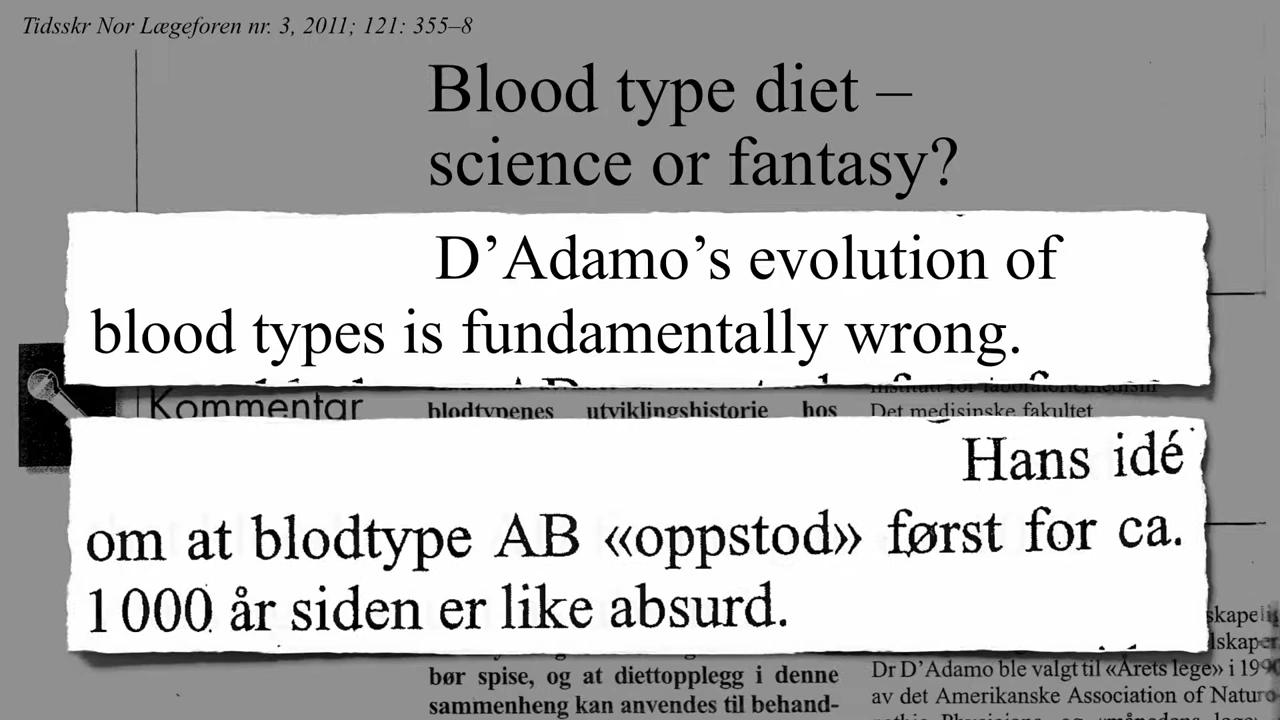 Tidsskr Nor Lægeforen nr. 3, 2011; 121: 355–8
Blood type diet –
science or fantasy?
D’Adamo’s evolution of
blood types is fundamentally wrong.
Kommentar
blodtypenes utviklingshistorie hos
Institutt for laboratoriemedisin
Det medisinske fakultet
Hans idé
om at blodtype AB «oppstod» først for ca.
1 000 år siden er like absurd.
bør spise, og at diettopplegg i denne
sammenheng kan anvendes til behand-
Dr D’Adamo ble valgt til «Årets lege» i
av det Amerikanske Association of